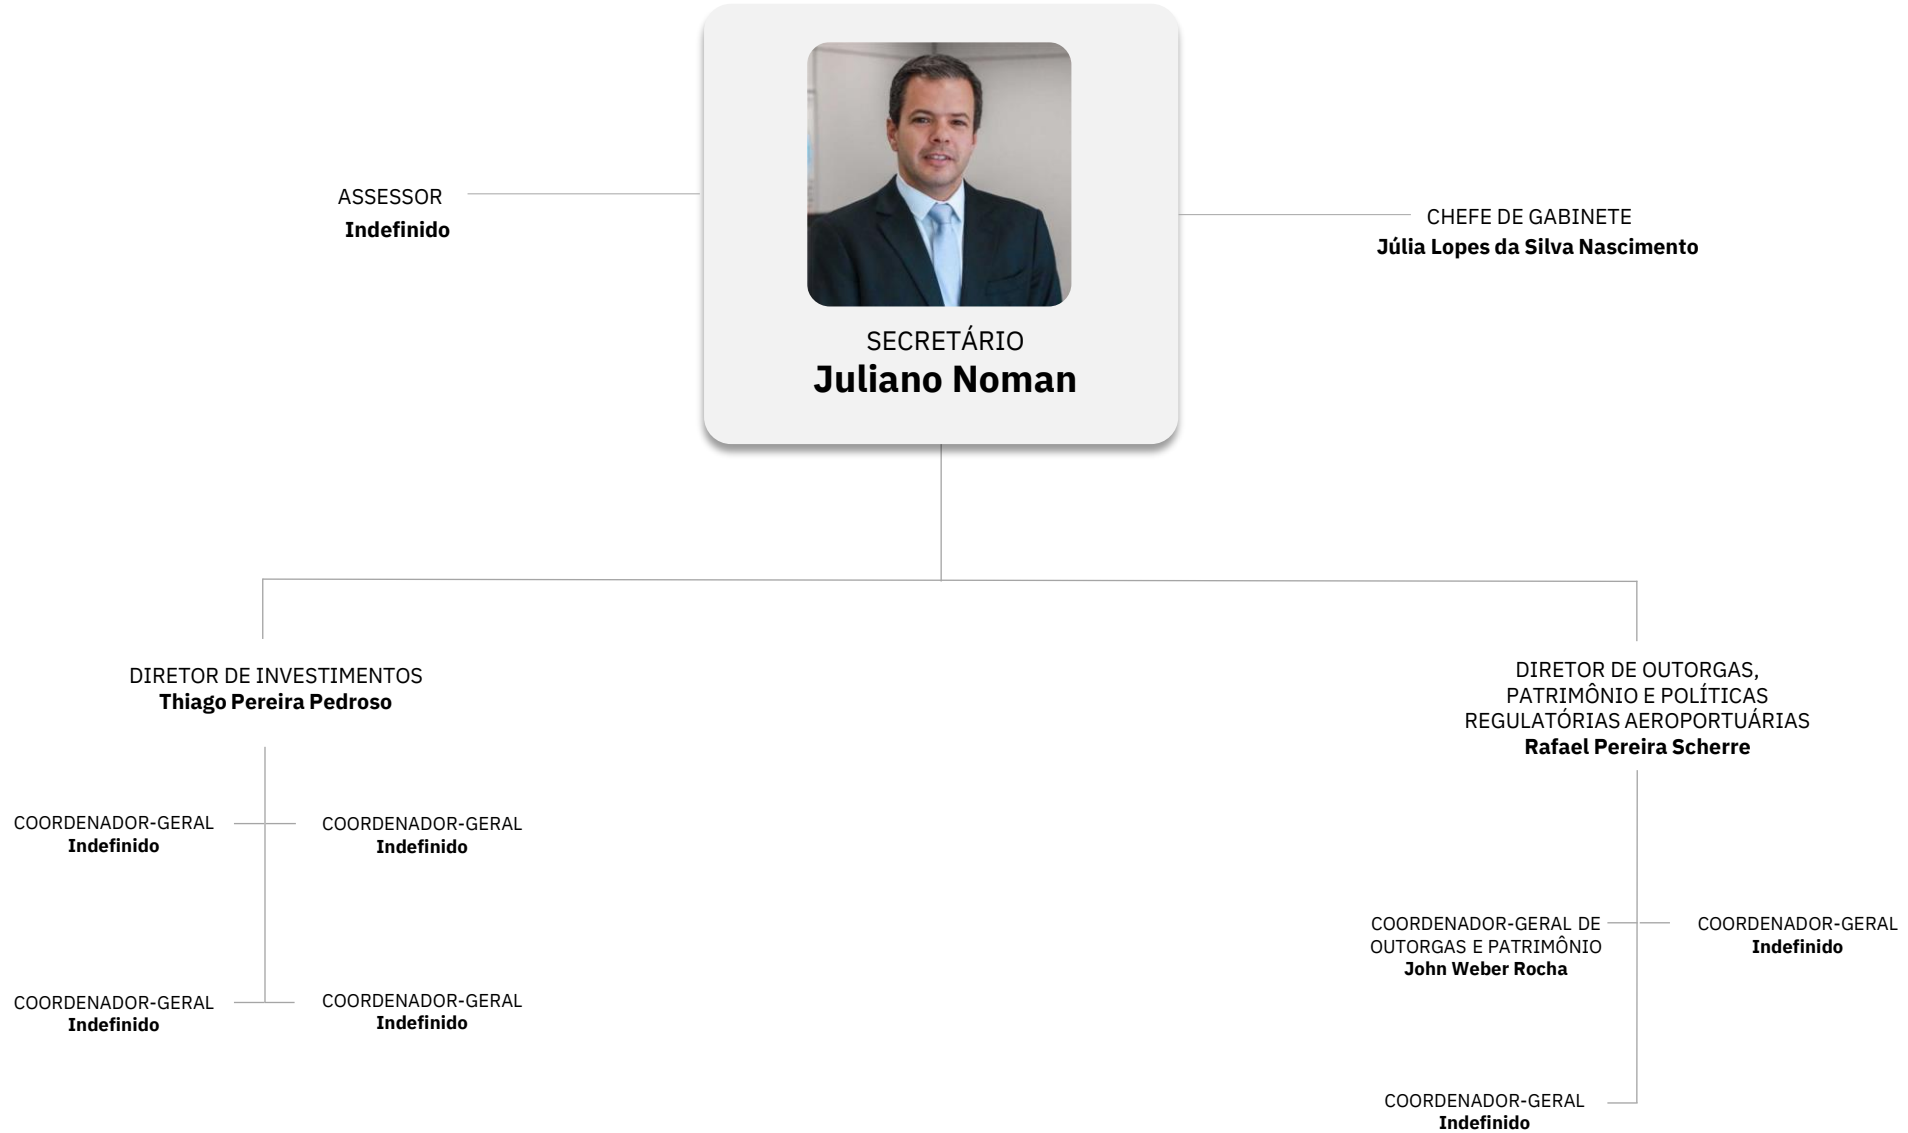 ASSESSOR
Indefinido
CHEFE DE GABINETE
Júlia Lopes da Silva Nascimento
SECRETÁRIO
Juliano Noman
DIRETOR DE INVESTIMENTOS
Thiago Pereira Pedroso
COORDENADOR-GERAL
Indefinido
COORDENADOR-GERAL
Indefinido
COORDENADOR-GERAL
Indefinido
COORDENADOR-GERAL
Indefinido
DIRETOR DE OUTORGAS,
PATRIMÔNIO E POLÍTICAS
REGULATÓRIAS AEROPORTUÁRIAS
Rafael Pereira Scherre
COORDENADOR-GERAL DE
OUTORGAS E PATRIMÔNIO
John Weber Rocha
COORDENADOR-GERAL
Indefinido
COORDENADOR-GERAL
Indefinido